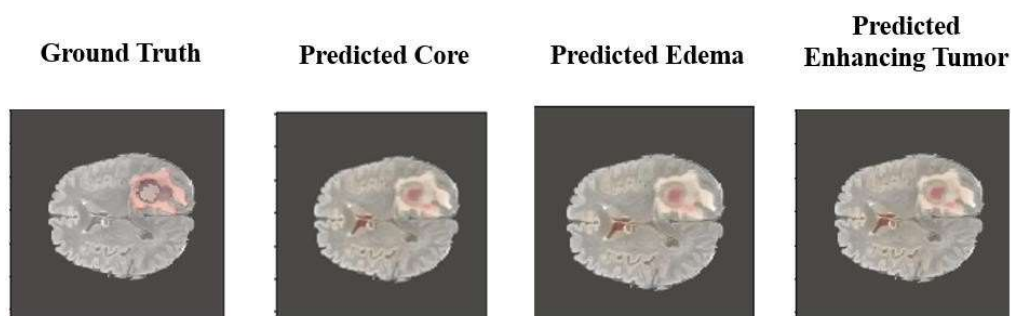 Ground Truth
Predicted Core
Predicted Edema
Predicted
Enhancing Tumor